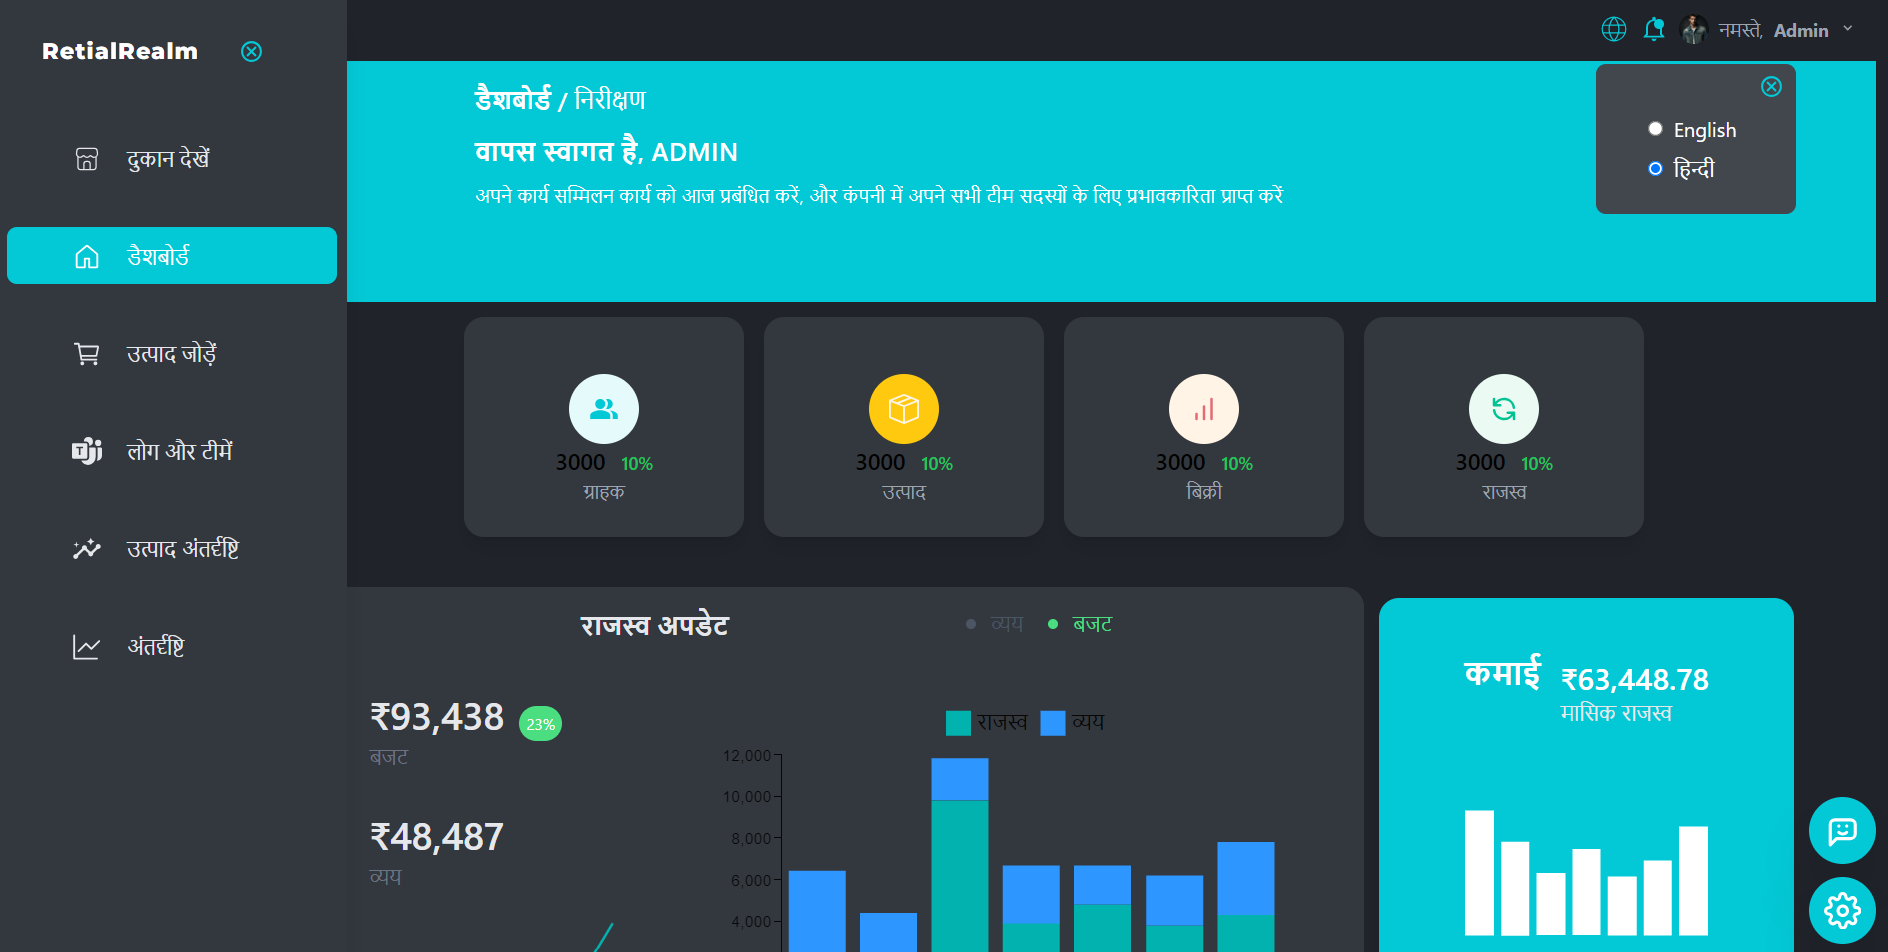 RetialRealm
दुकान देखें
डैशबोर्ड
उत्पाद जोड़ें
लोग और टीमें
उत्पाद अंतर्दृष्टि
अंतर्दृष्टि
नमस्ते, Admin
English
हिन्दी
डैशबोर्ड / निरीक्षण
वापस स्वागत है, ADMIN
अपने कार्य सम्मिलन कार्य को आज प्रबंधित करें, और कंपनी में अपने सभी टीम सदस्यों के लिए प्रभावकारिता प्राप्त करें
3000 10%
ग्राहक
3000 10%
उत्पाद
3000 10%
बिक्री
3000 10%
राजस्व
राजस्व अपडेट
व्यय
बजट
₹93,438 23%
बजट
₹48,487
व्यय
राजस्व व्यय
12,000
10,000
8,000
6,000
4,000
कमाई ₹63,448.78
मासिक राजस्व